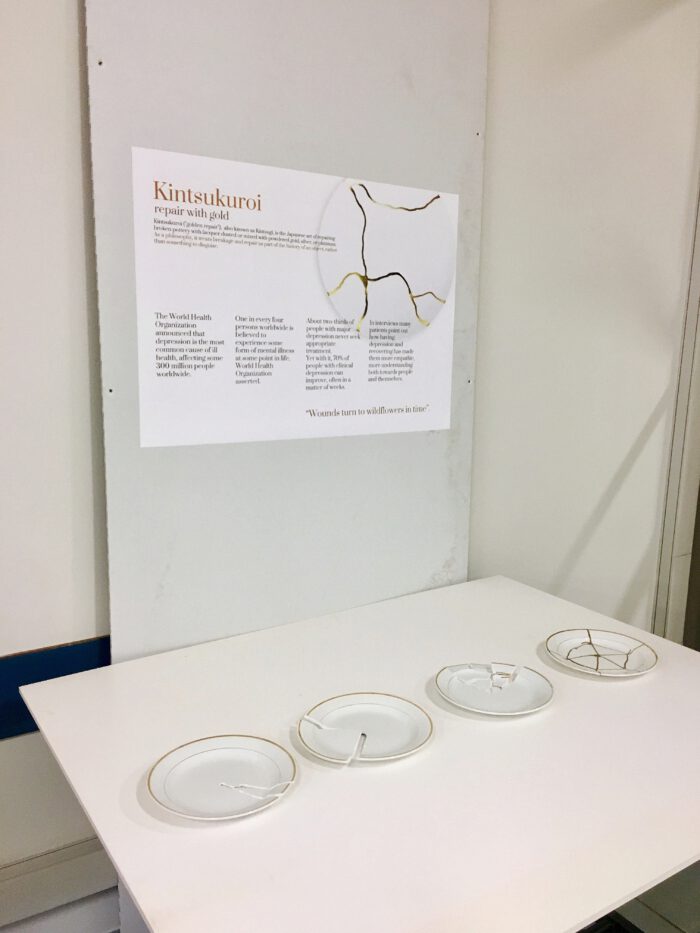 Kintsukuroi
repair with gold
Kintsukuroi ("golden repair"), also known as Kintsugi, is the Japanese art of repairing
broken pottery with lacquer dusted or mixed with powdered gold, silver, or platinum.
As a philosophy, it treats breakage and repair as part of the history of an object, rather
than something to disguise.
The World Health
Organization
announced that
depression is the most
common cause of ill
health, affecting some
300 million people
worldwide.
One in every four
persons worldwide is
believed to
experience some
form of mental illness
at some point in life,
World Health
Organization
asserted.
About two-thirds of
people with major
depression never seek
appropriate
treatment.
Yet with it, 70% of
people with clinical
depression can
improve, often in a
matter of weeks.
In interviews many
patients point out
how having
depression and
recovering has made
them more empathic,
more understanding
both towards people
and themselves.
"Wounds turn to wildflowers in time"